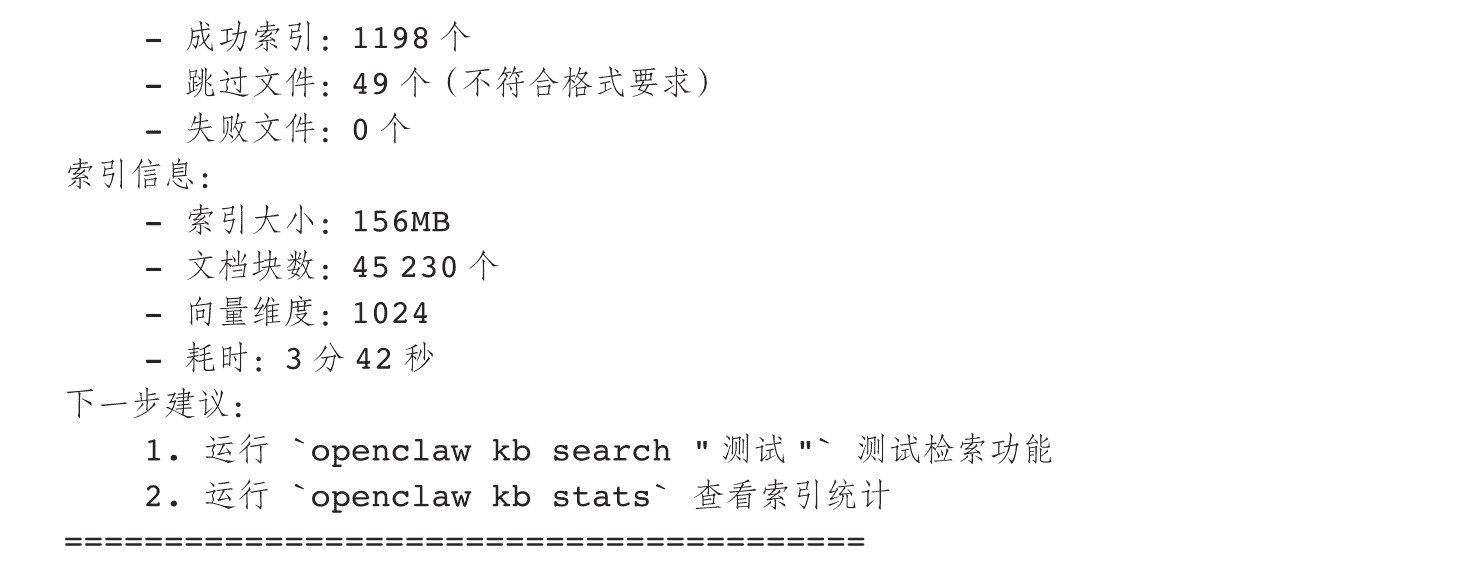 - 成功索引：1198 个
- 跳过文件：49 个（不符合格式要求）
- 失败文件：0 个
索引信息：
- 索引大小：156MB
- 文档块数：45 230 个
- 向量维度：1024
- 耗时：3 分 42 秒
下一步建议：
1. 运行 `openclaw kb search "测试"` 测试检索功能
2. 运行 `openclaw kb stats` 查看索引统计
========================================